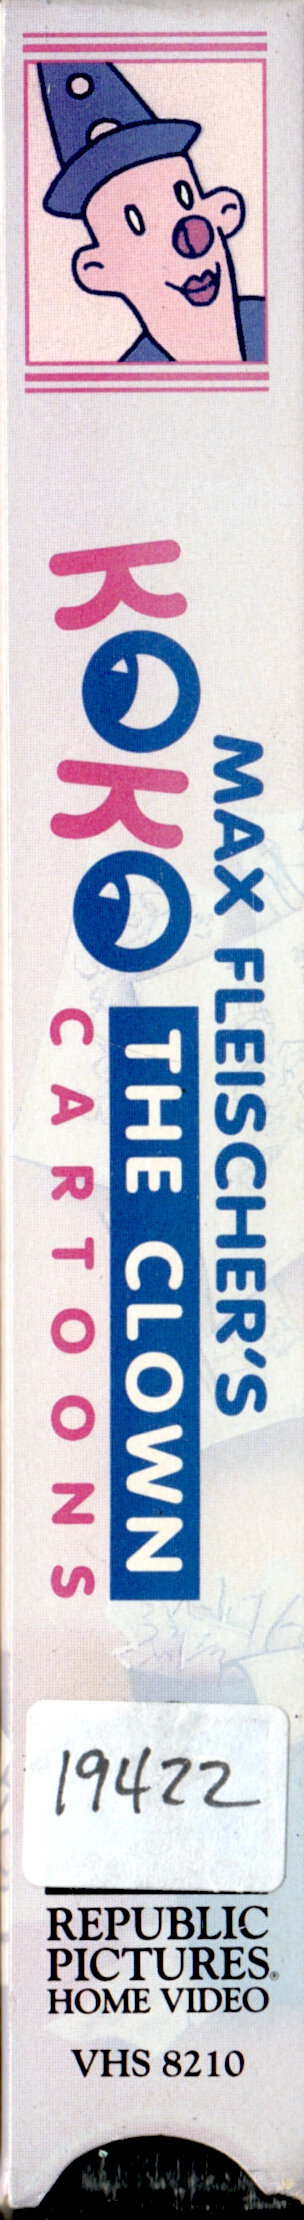 MAX FLEISCHER'S
KOKO
THE CLOWN
CARTOONS
19422
REPUBLIC
PICTURES®
HOME VIDEO
VHS 8210